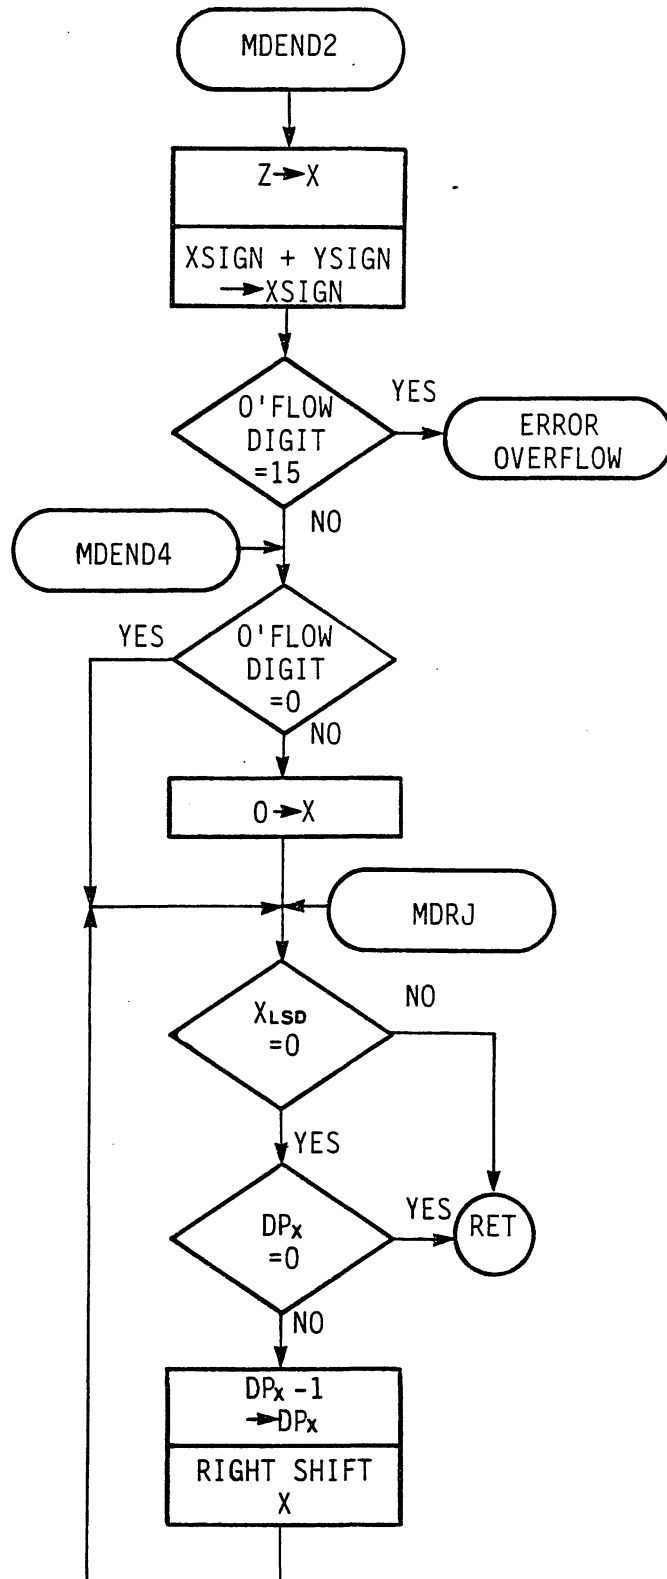 MDEND2
Z→X
XSIGN + YSIGN
→XSIGN
O'FLOW
DIGIT
=15
YES
ERROR
OVERFLOW
NO
MDEND4
YES
O'FLOW
DIGIT
=0
NO
0→X
MDRJ
XLSD
=0
NO
YES
DPX
=0
YES
RET
NO
DPX -1
→DPX
RIGHT SHIFT
X